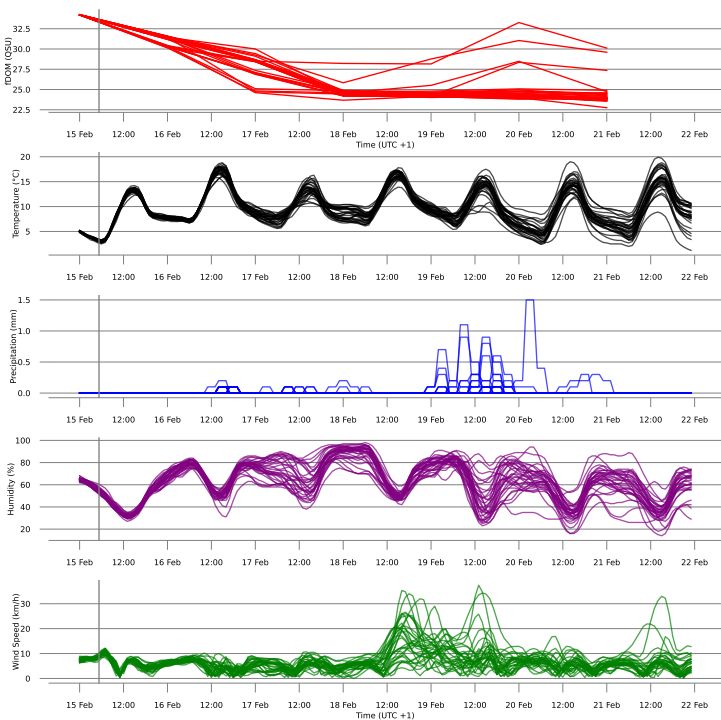 32.5
30.0
27.5
25.0
22.5
fDOM (QSU)
15 Feb 12:00 16 Feb 12:00 17 Feb 12:00 18 Feb 12:00 19 Feb 12:00 20 Feb 12:00 21 Feb 12:00 22 Feb
Time (UTC +1)
20
15
10
5
Temperature (°C)
15 Feb 12:00 16 Feb 12:00 17 Feb 12:00 18 Feb 12:00 19 Feb 12:00 20 Feb 12:00 21 Feb 12:00 22 Feb
1.5
1.0
0.5
0.0
Precipitation (mm)
15 Feb 12:00 16 Feb 12:00 17 Feb 12:00 18 Feb 12:00 19 Feb 12:00 20 Feb 12:00 21 Feb 12:00 22 Feb
100
80
60
40
20
Humidity (%)
15 Feb 12:00 16 Feb 12:00 17 Feb 12:00 18 Feb 12:00 19 Feb 12:00 20 Feb 12:00 21 Feb 12:00 22 Feb
30
20
10
0
Wind Speed (km/h)
15 Feb 12:00 16 Feb 12:00 17 Feb 12:00 18 Feb 12:00 19 Feb 12:00 20 Feb 12:00 21 Feb 12:00 22 Feb
Time (UTC +1)